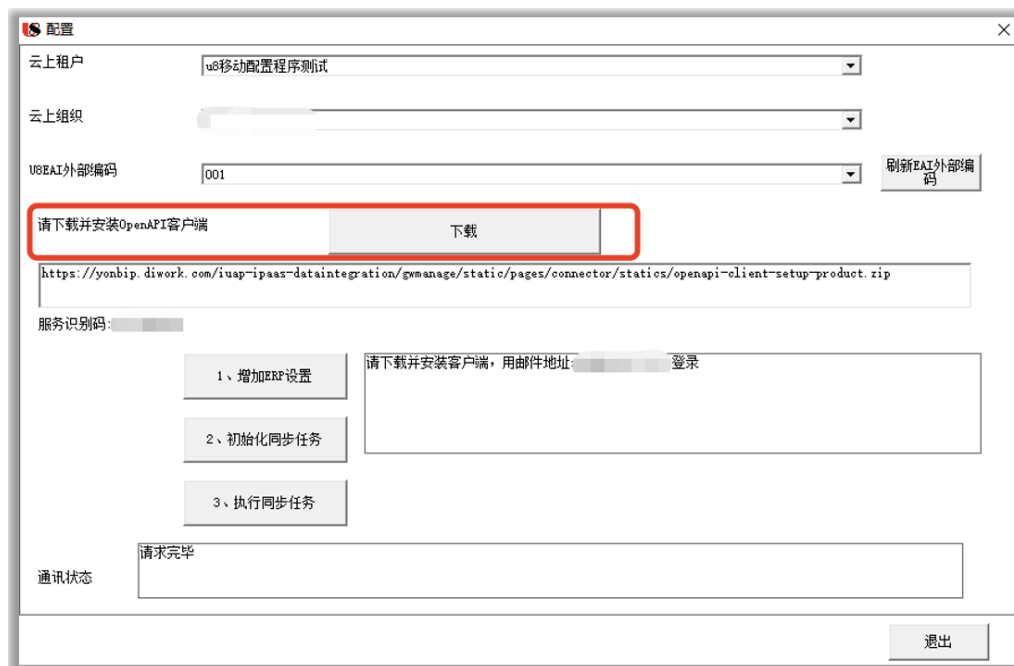 配置
云上租户
u8移动配置程序测试
云上组织
U8EAI外部编码
001
刷新EAI外部编
码
请下载并安装OpenAPI客户端
下载
https://yonbip.diwork.com/iuap-ipaas-dataintegration/gwmanage/static/pages/connector/statics/openapi-client-setup-product.zip
服务识别码:
1、增加ERP设置
请下载并安装客户端，用邮件地址: 登录
2、初始化同步任务
3、执行同步任务
请求完毕
通讯状态
退出